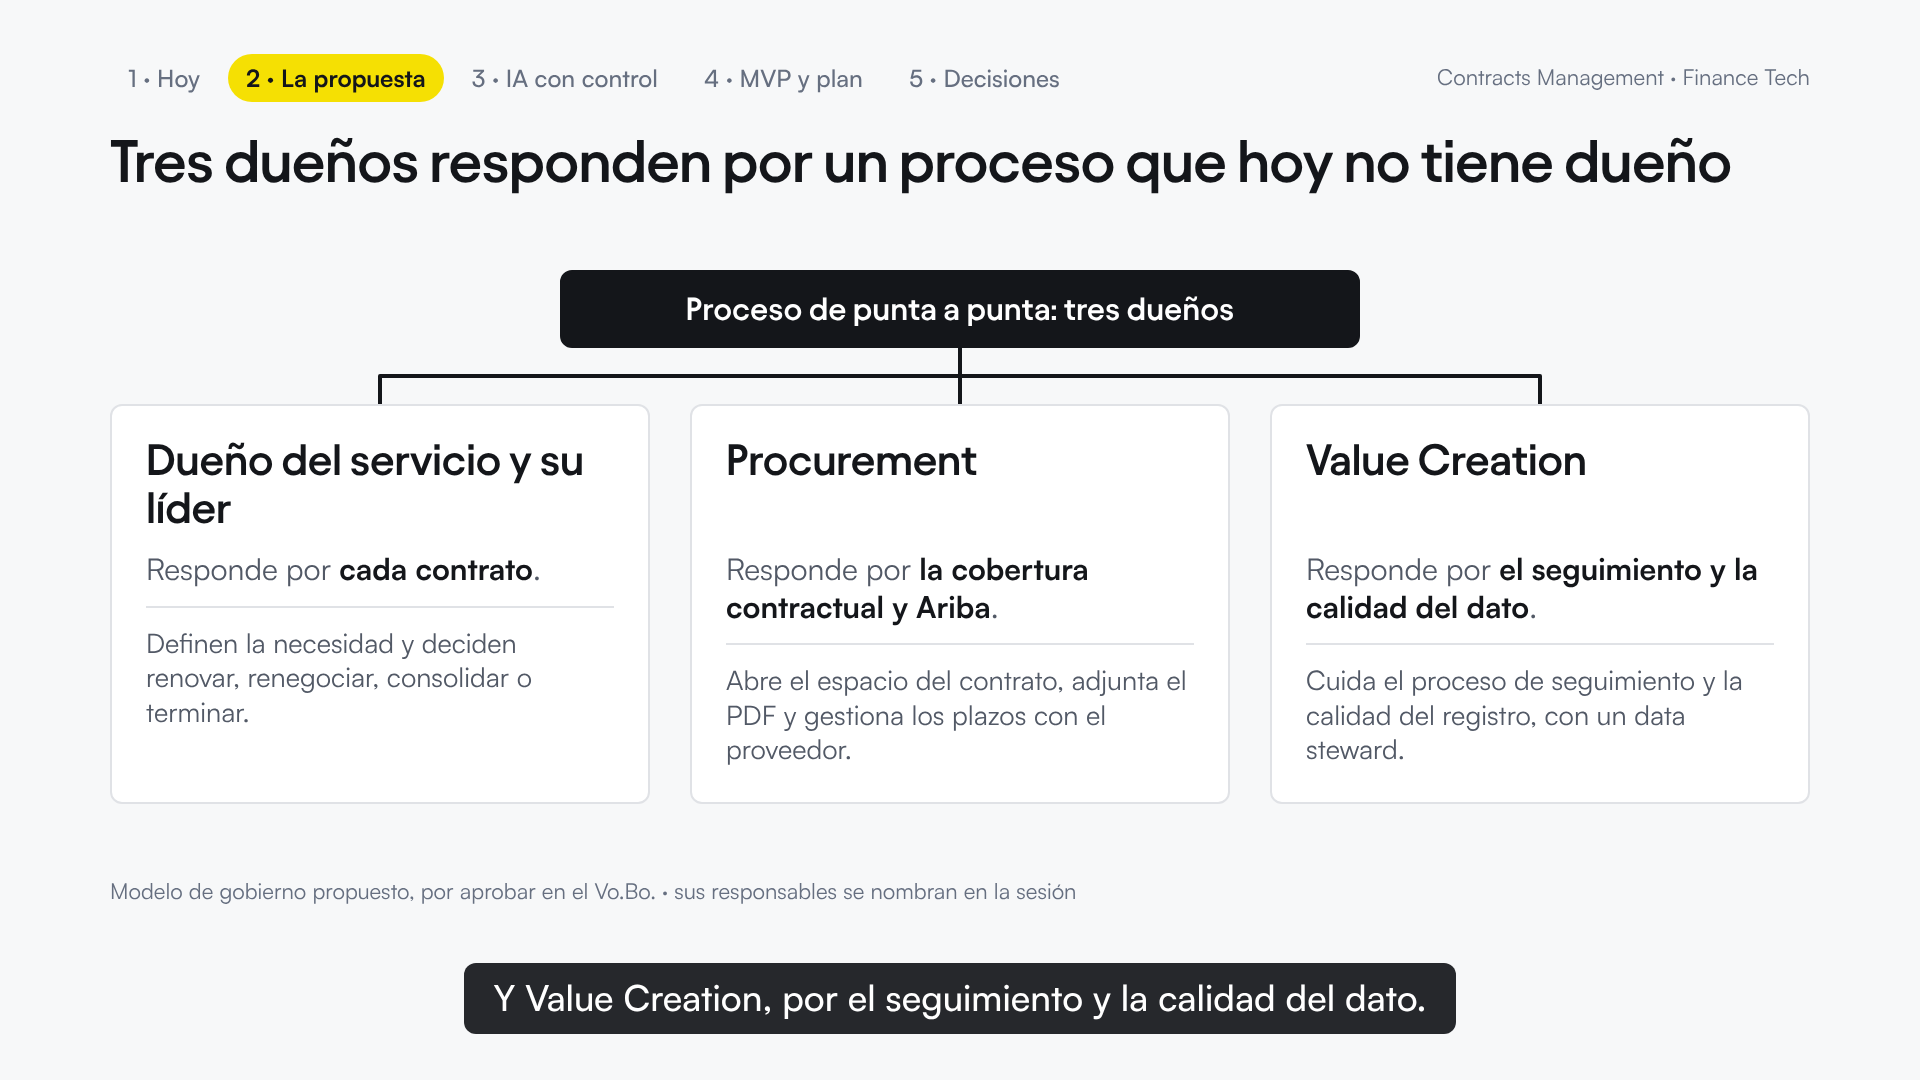 1 · Hoy
2 · La propuesta
3 · IA con control
4 · MVP y plan
5 · Decisiones
Contracts Management · Finance Tech
Tres dueños responden por un proceso que hoy no tiene dueño
Proceso de punta a punta: tres dueños
Dueño del servicio y su
líder
Responde por cada contrato.
Definen la necesidad y deciden
renovar, renegociar, consolidar o
terminar.
Procurement
Responde por la cobertura
contractual y Ariba.
Abre el espacio del contrato, adjunta el
PDF y gestiona los plazos con el
proveedor.
Value Creation
Responde por el seguimiento y la
calidad del dato.
Cuida el proceso de seguimiento y la
calidad del registro, con un data
steward.
Modelo de gobierno propuesto, por aprobar en el Vo.Bo. · sus responsables se nombran en la sesión
Y Value Creation, por el seguimiento y la calidad del dato.